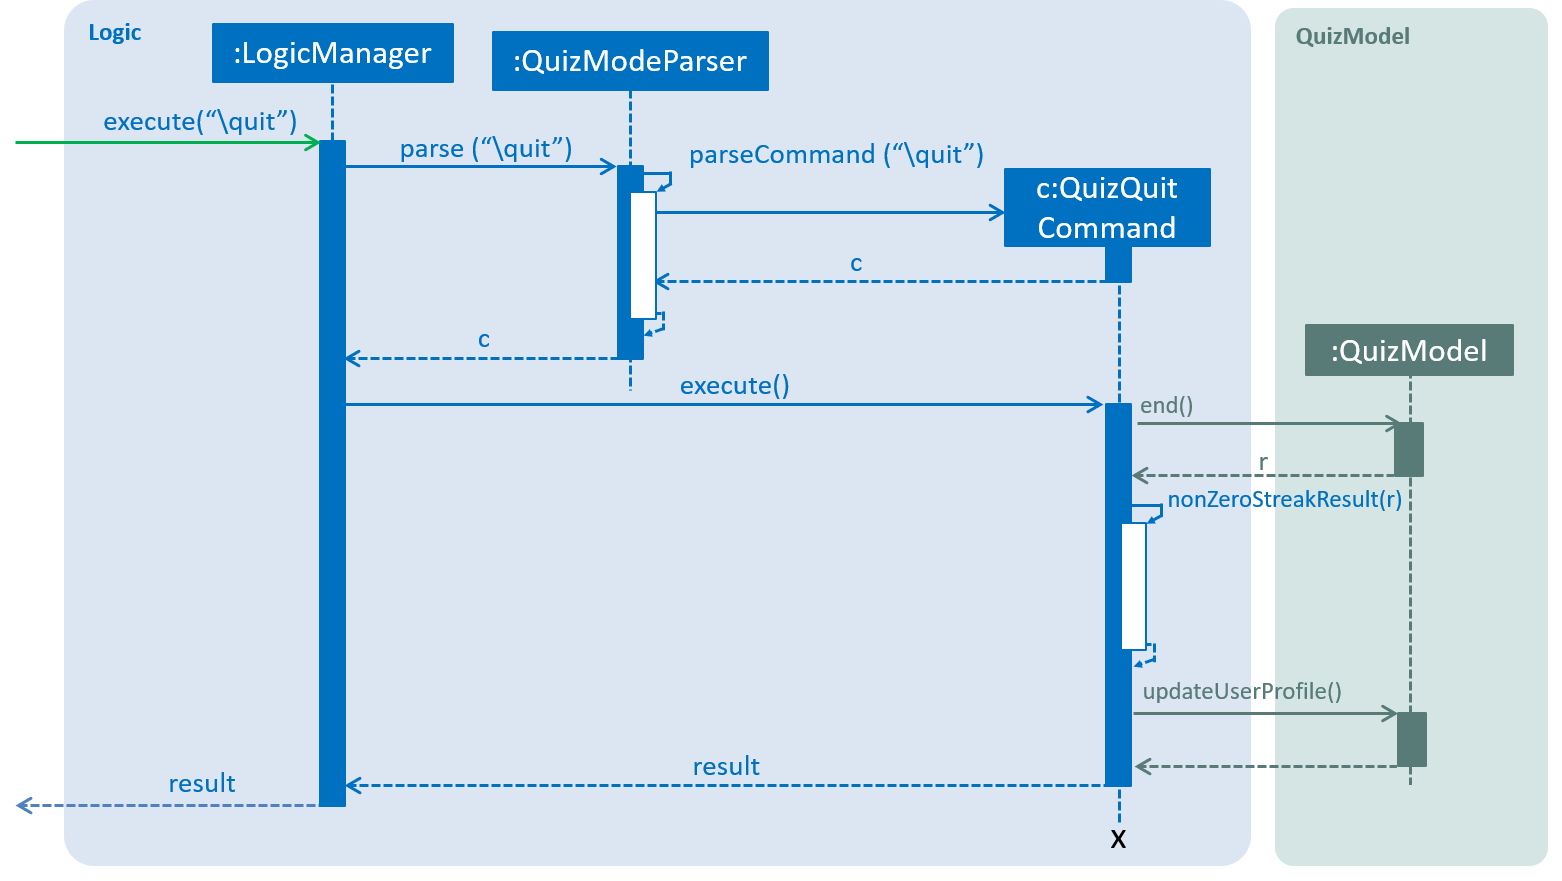 Logic
QuizModel
:LogicManager
:QuizModeParser
execute(“\quit”)
parse (“\quit”)
parseCommand (“\quit”)
c:QuizQuit
Command
c
c
:QuizModel
execute()
end()
r
nonZeroStreakResult(r)
updateUserProfile()
result
result
X